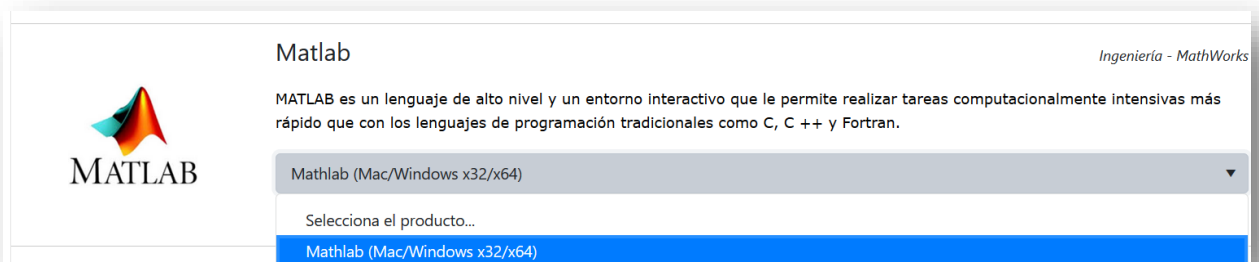 Matlab
Ingeniería - MathWorks
MATLAB es un lenguaje de alto nivel y un entorno interactivo que le permite realizar tareas computacionalmente intensivas más
rápido que con los lenguajes de programación tradicionales como C, C ++ y Fortran.
MATLAB
Mathlab (Mac/Windows x32/x64)
Selecciona el producto...
Mathlab (Mac/Windows x32/x64)